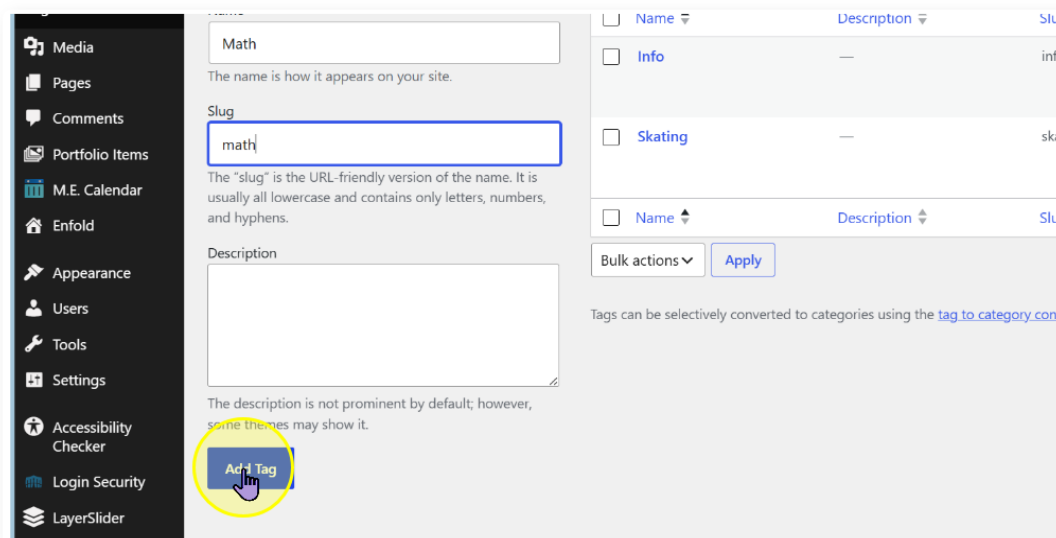 Media
Pages
Comments
Portfolio Items
M.E. Calendar
Enfold
Appearance
Users
Tools
Settings
Accessibility
Checker
Login Security
LayerSlider
Name
Math
The name is how it appears on your site.
Slug
math
The "slug" is the URL-friendly version of the name. It is
usually all lowercase and contains only letters, numbers,
and hyphens.
Description
The description is not prominent by default; however,
some themes may show it.
Add Tag
Name Description
Info —
Skating —
Name Description
Bulk actions Apply
Tags can be selectively converted to categories using the tag to category